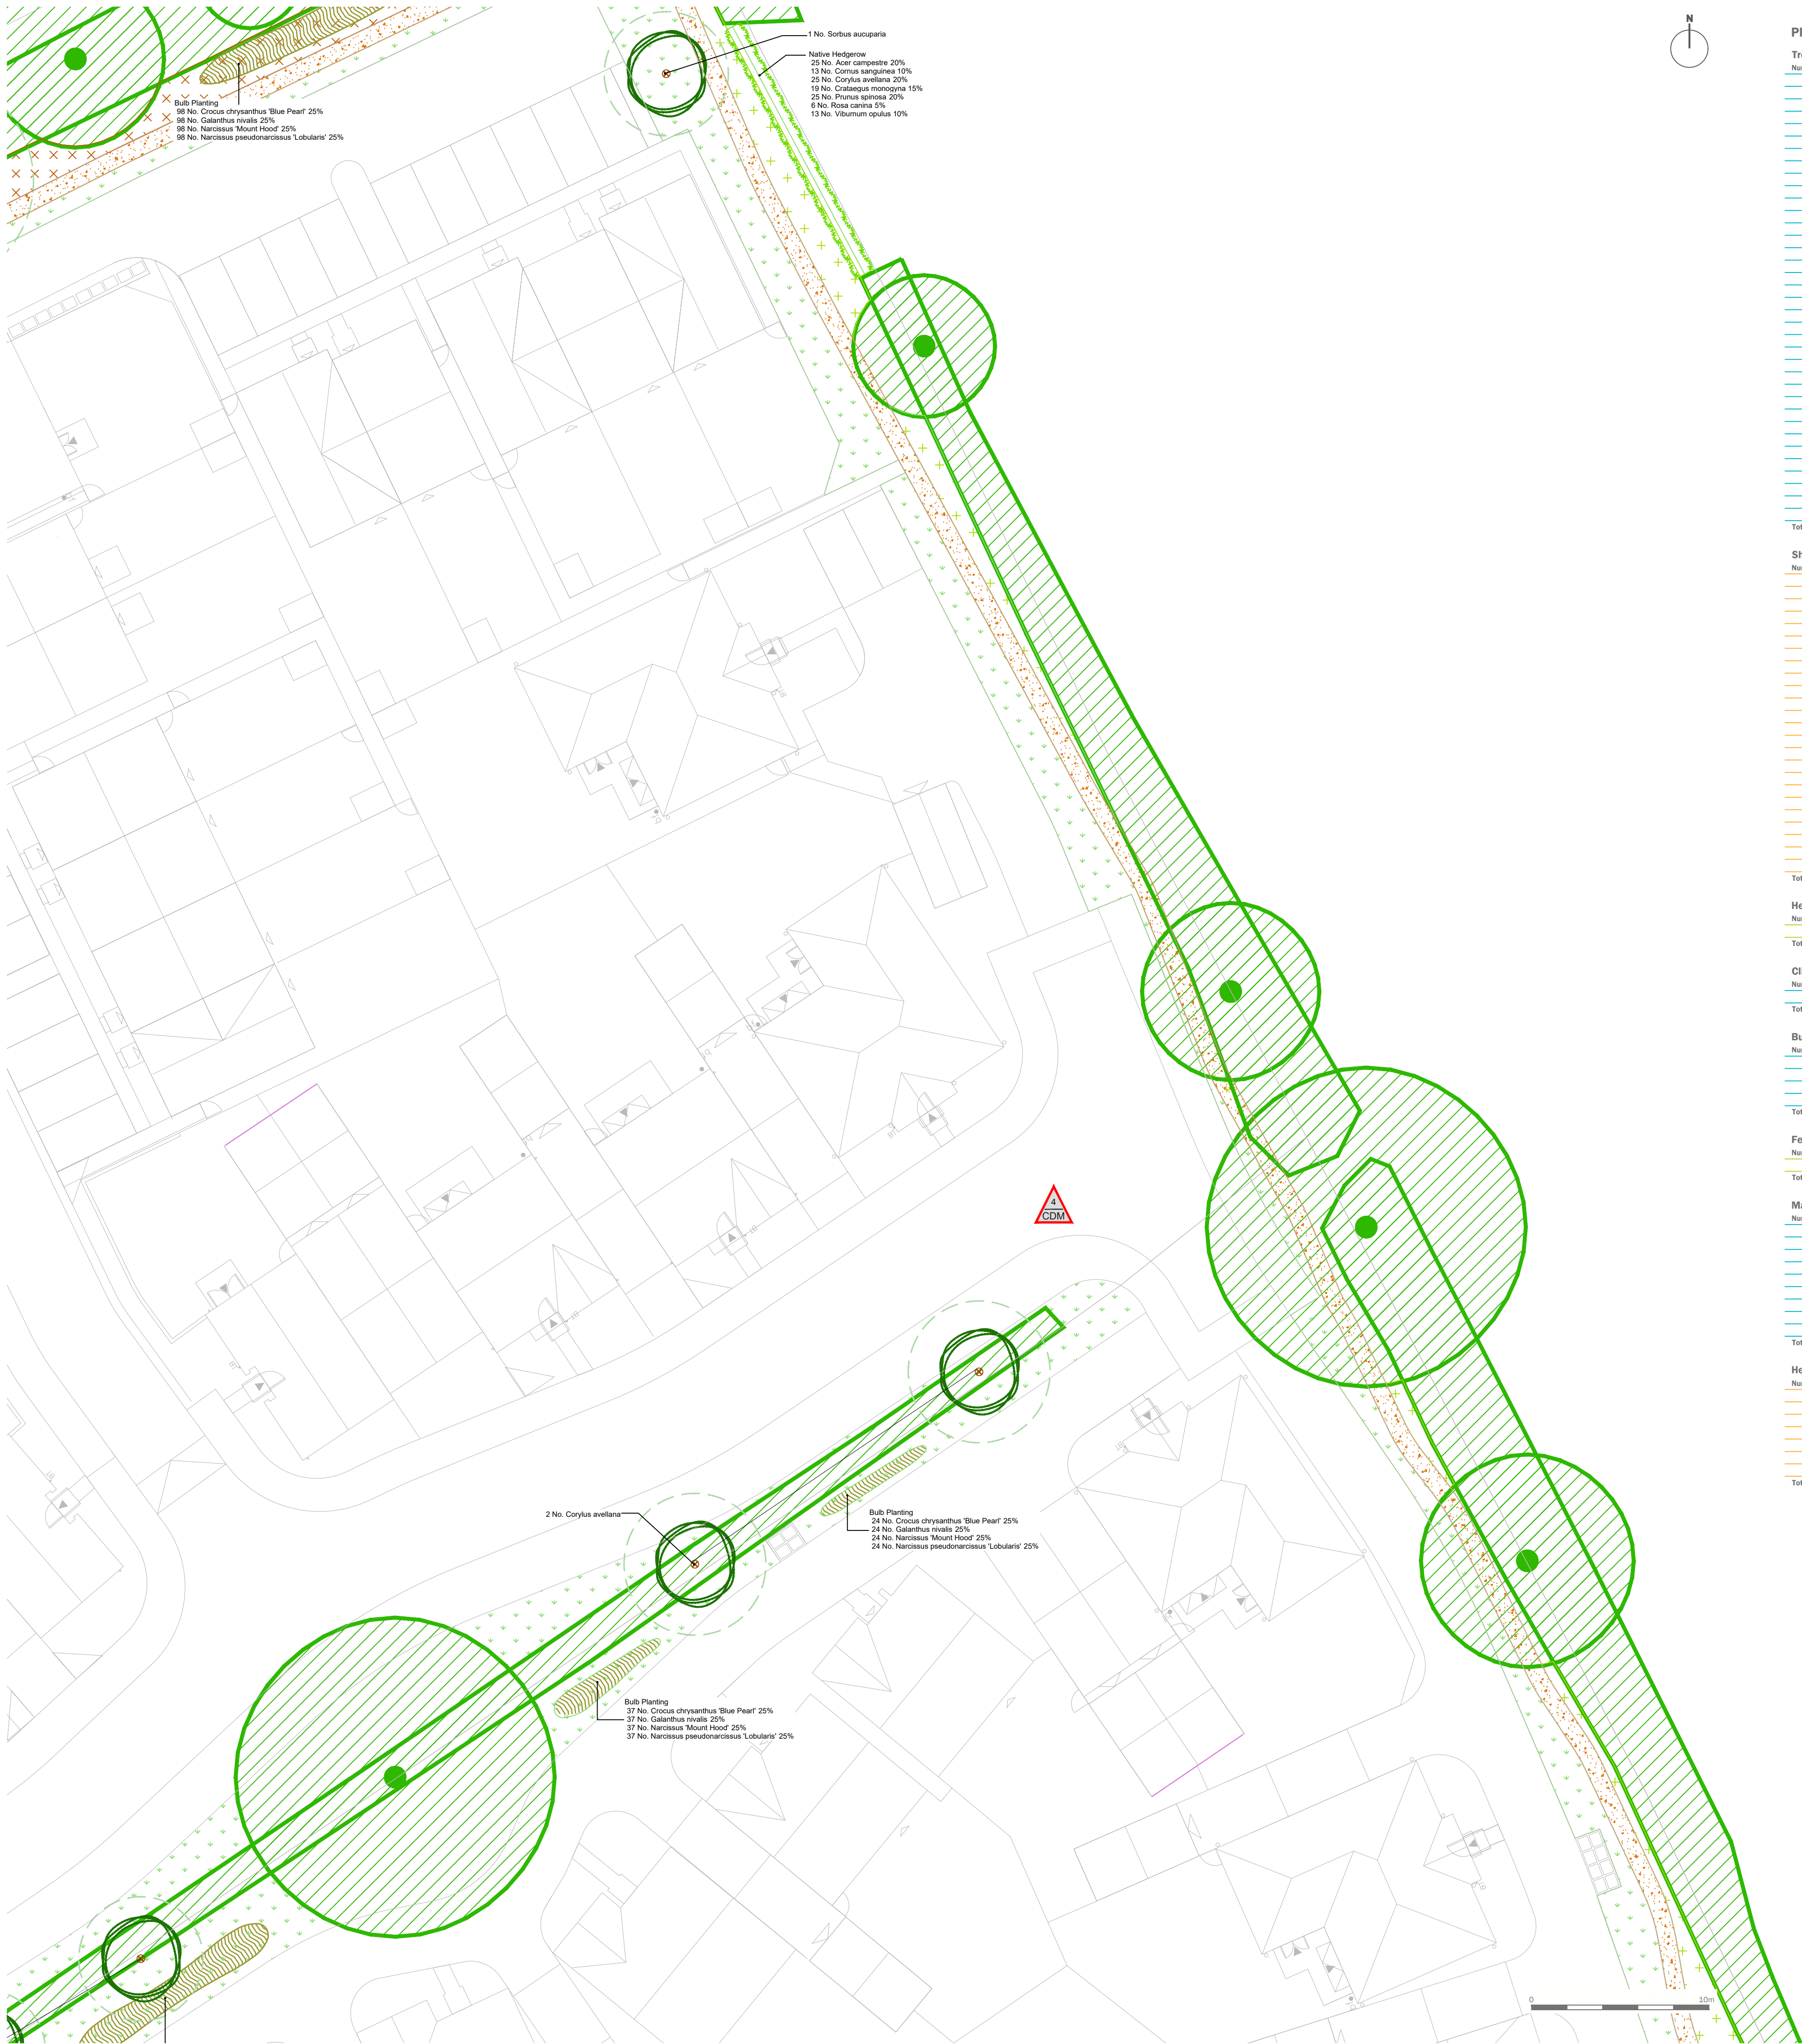 N
1 No. Sorbus aucuparia
Native Hedgerow
25 No. Acer campestre 20%
13 No. Cornus sanguinea 10%
25 No. Corylus avellana 20%
19 No. Crataegus monogyna 15%
25 No. Prunus spinosa 20%
6 No. Rosa canina 5%
13 No. Viburnum opulus 10%
Bulb Planting
98 No. Crocus chrysanthus 'Blue Pearl' 25%
98 No. Galanthus nivalis 25%
98 No. Narcissus 'Mount Hood' 25%
98 No. Narcissus pseudonarcissus 'Lobularis' 25%
4
CDM
2 No. Corylus avellana
Bulb Planting
24 No. Crocus chrysanthus 'Blue Pearl' 25%
24 No. Galanthus nivalis 25%
24 No. Narcissus 'Mount Hood' 25%
24 No. Narcissus pseudonarcissus 'Lobularis' 25%
Bulb Planting
37 No. Crocus chrysanthus 'Blue Pearl' 25%
37 No. Galanthus nivalis 25%
37 No. Narcissus 'Mount Hood' 25%
37 No. Narcissus pseudonarcissus 'Lobularis' 25%
0 10m